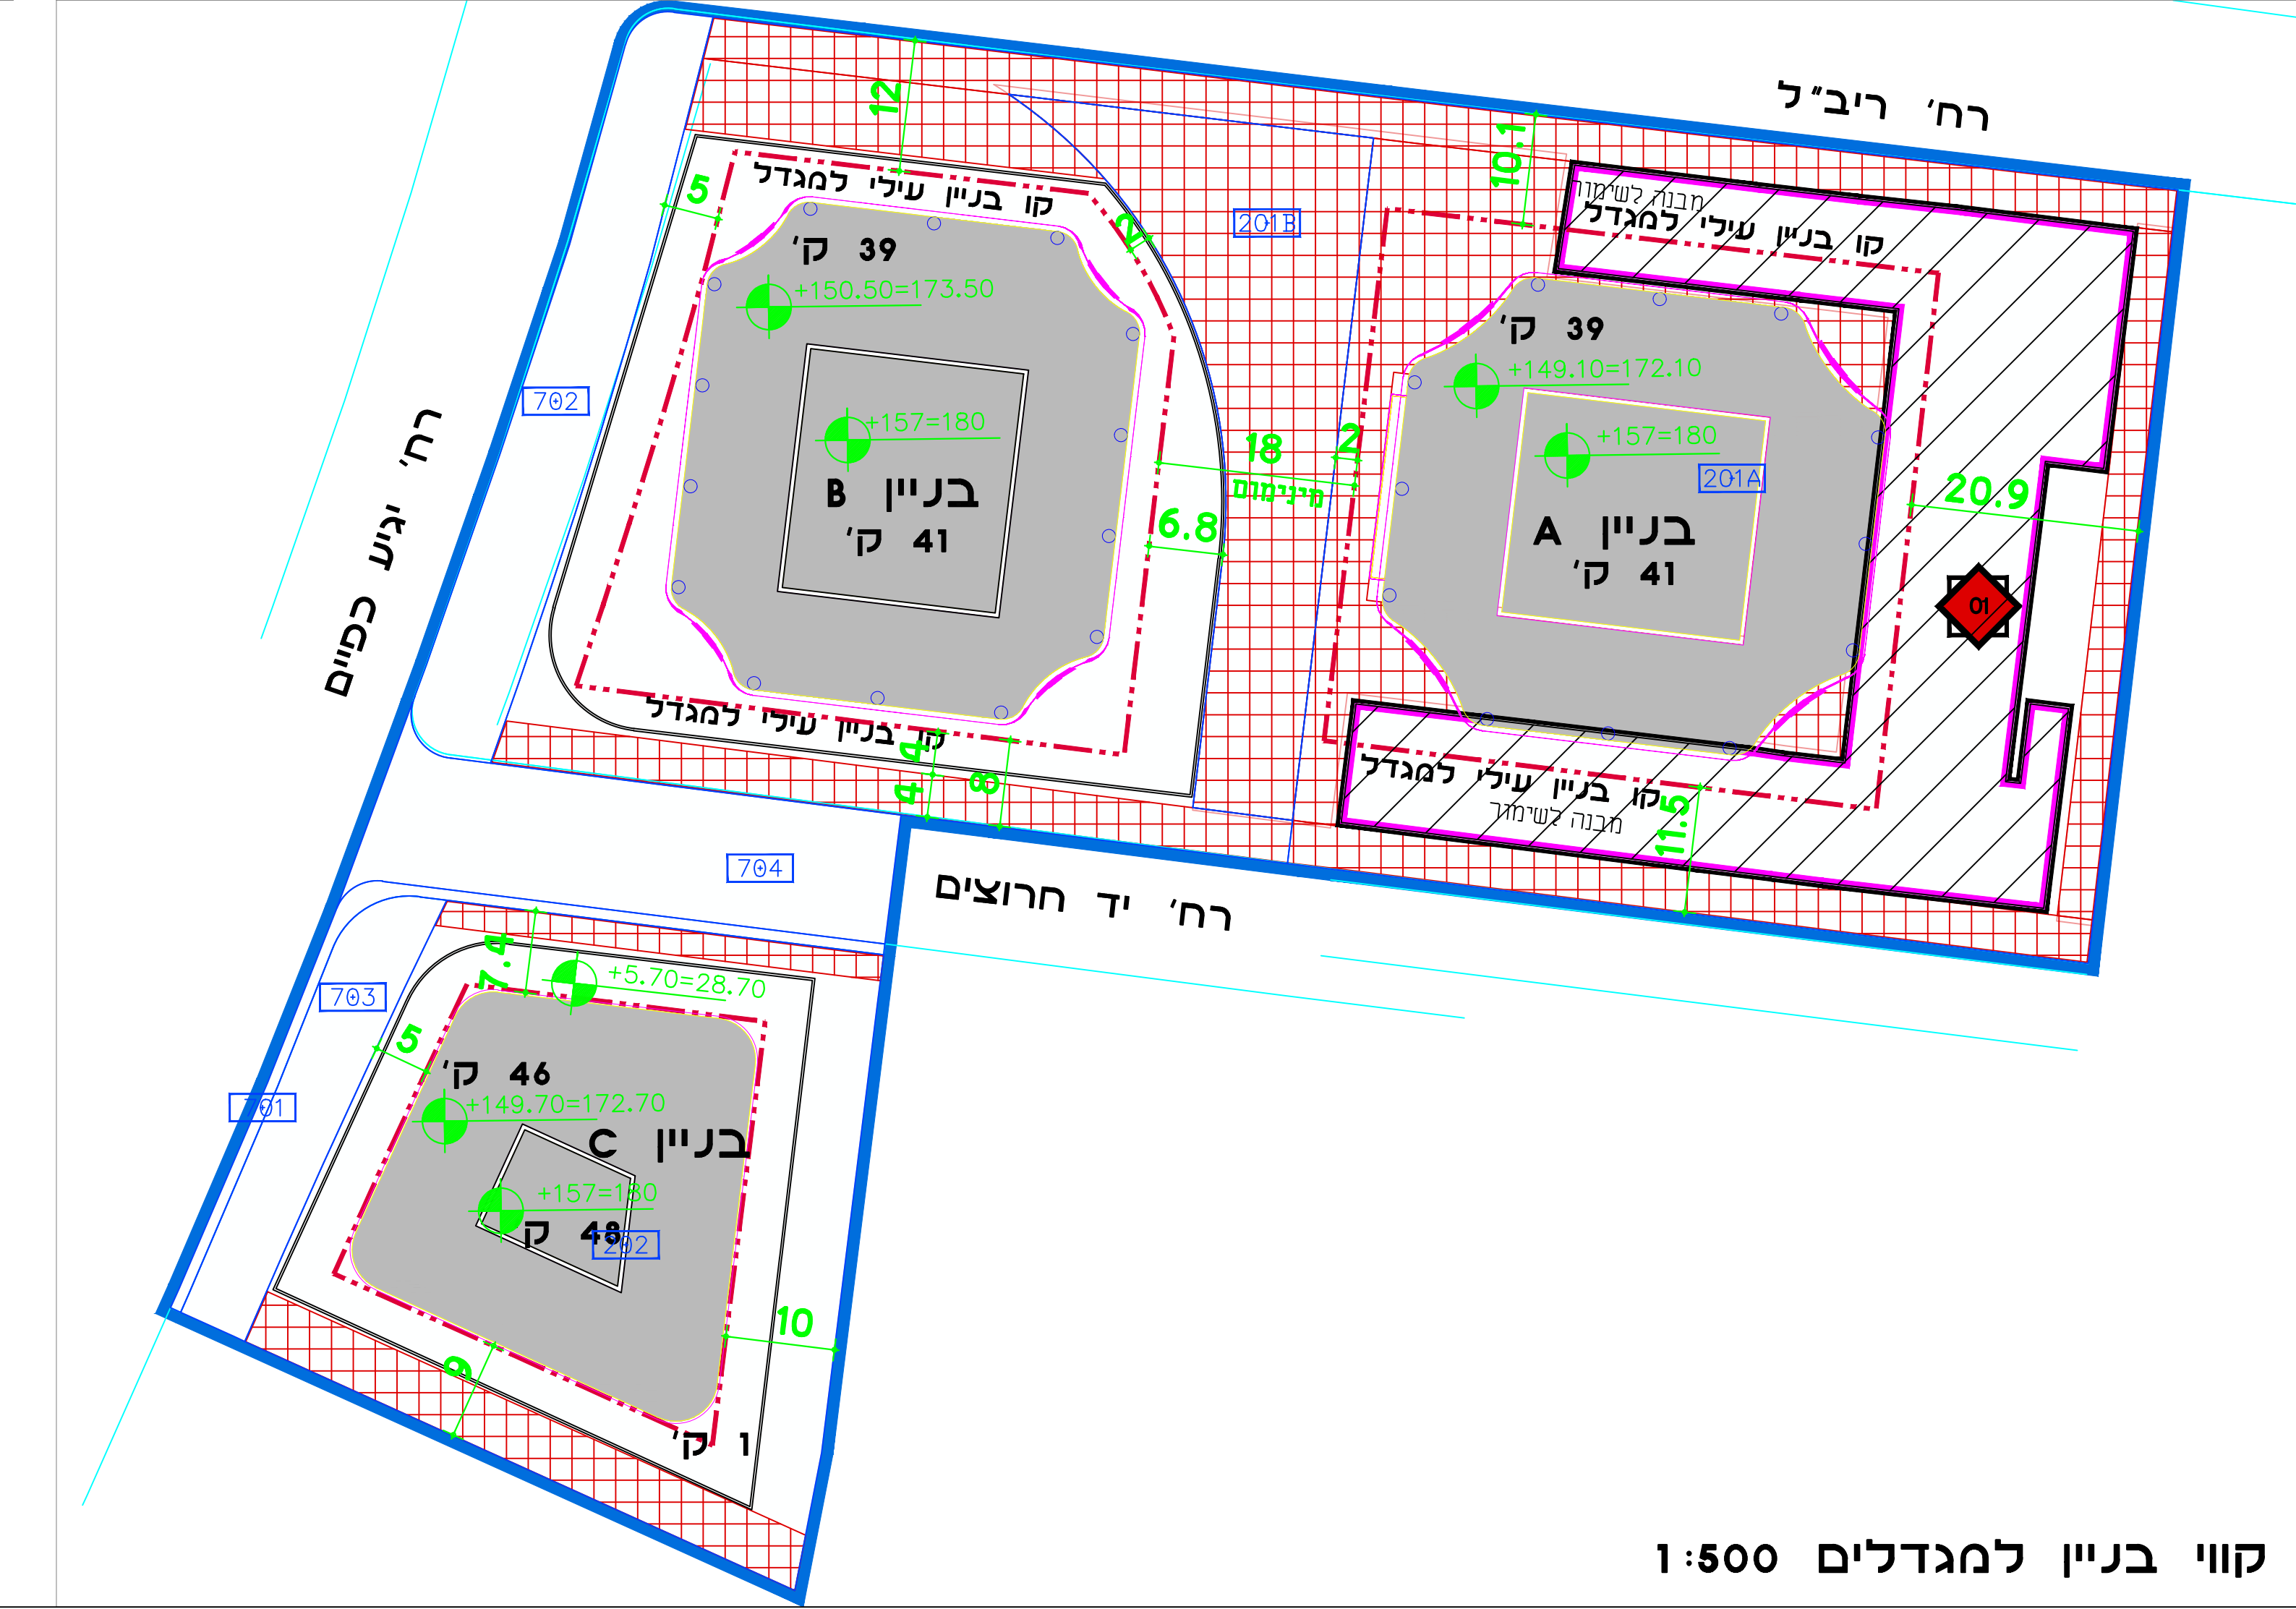 רח' ריב"ל
12
10.1
מבנה לשימור
קו בניין עילי למגדל
קו בניין עילי למגדל
5
2
201B
39 ק'
+150.50=173.50
39 ק'
+149.10=172.10
702
+157=180
+157=180
18
2
מינימום
201A
20.9
בניין B
41 ק'
6.8
בניין A
41 ק'
01
רח' יגיע כפיים
קו בניין עילי למגדל
4
4
8
קו בניין עילי למגדל
מבנה לשימור
11.5
704
רח' יד חרוצים
7.4
+5.70=28.70
703
5
46 ק'
701
+149.70=172.70
בניין C
+157=180
48 ק
202
10
9
1 ק'
קווי בניין למגדלים 1:500